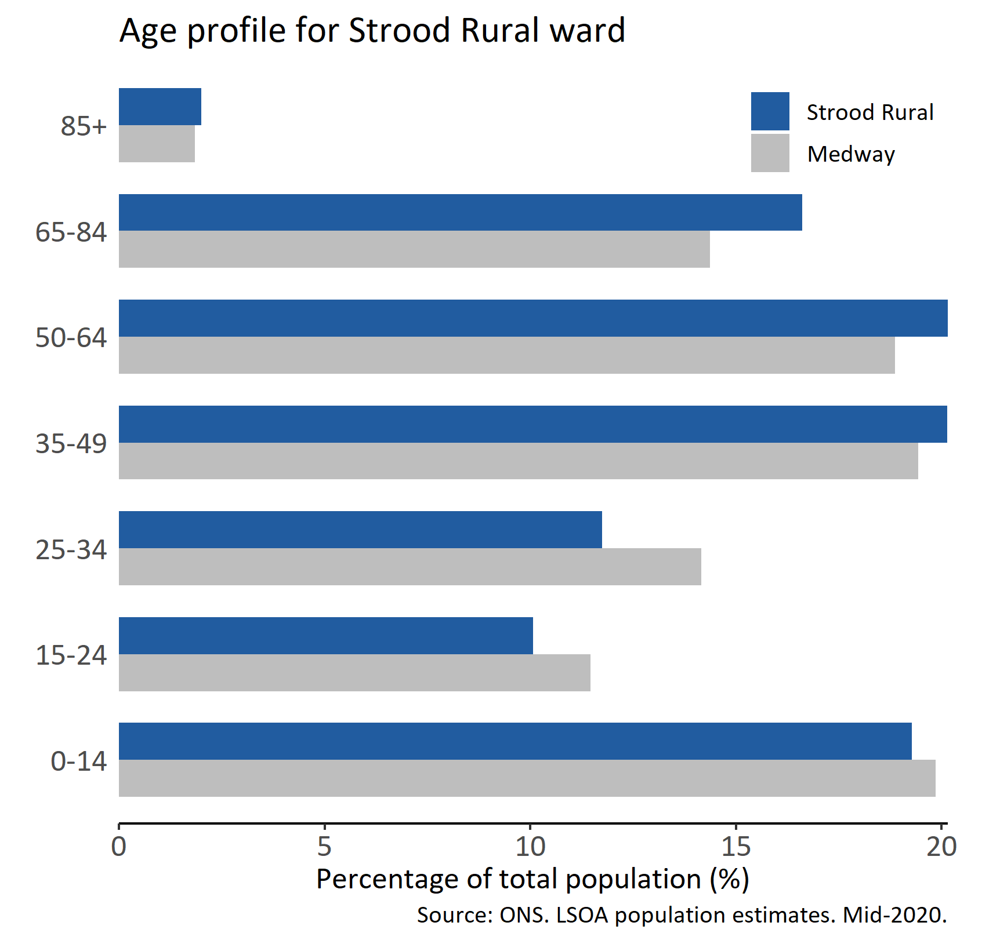 Age profile for Strood Rural ward
Strood Rural
Medway
85+
65-84
50-64
35-49
25-34
15-24
0-14
0 5 10 15 20
Percentage of total population (%)
Source: ONS. LSOA population estimates. Mid-2020.